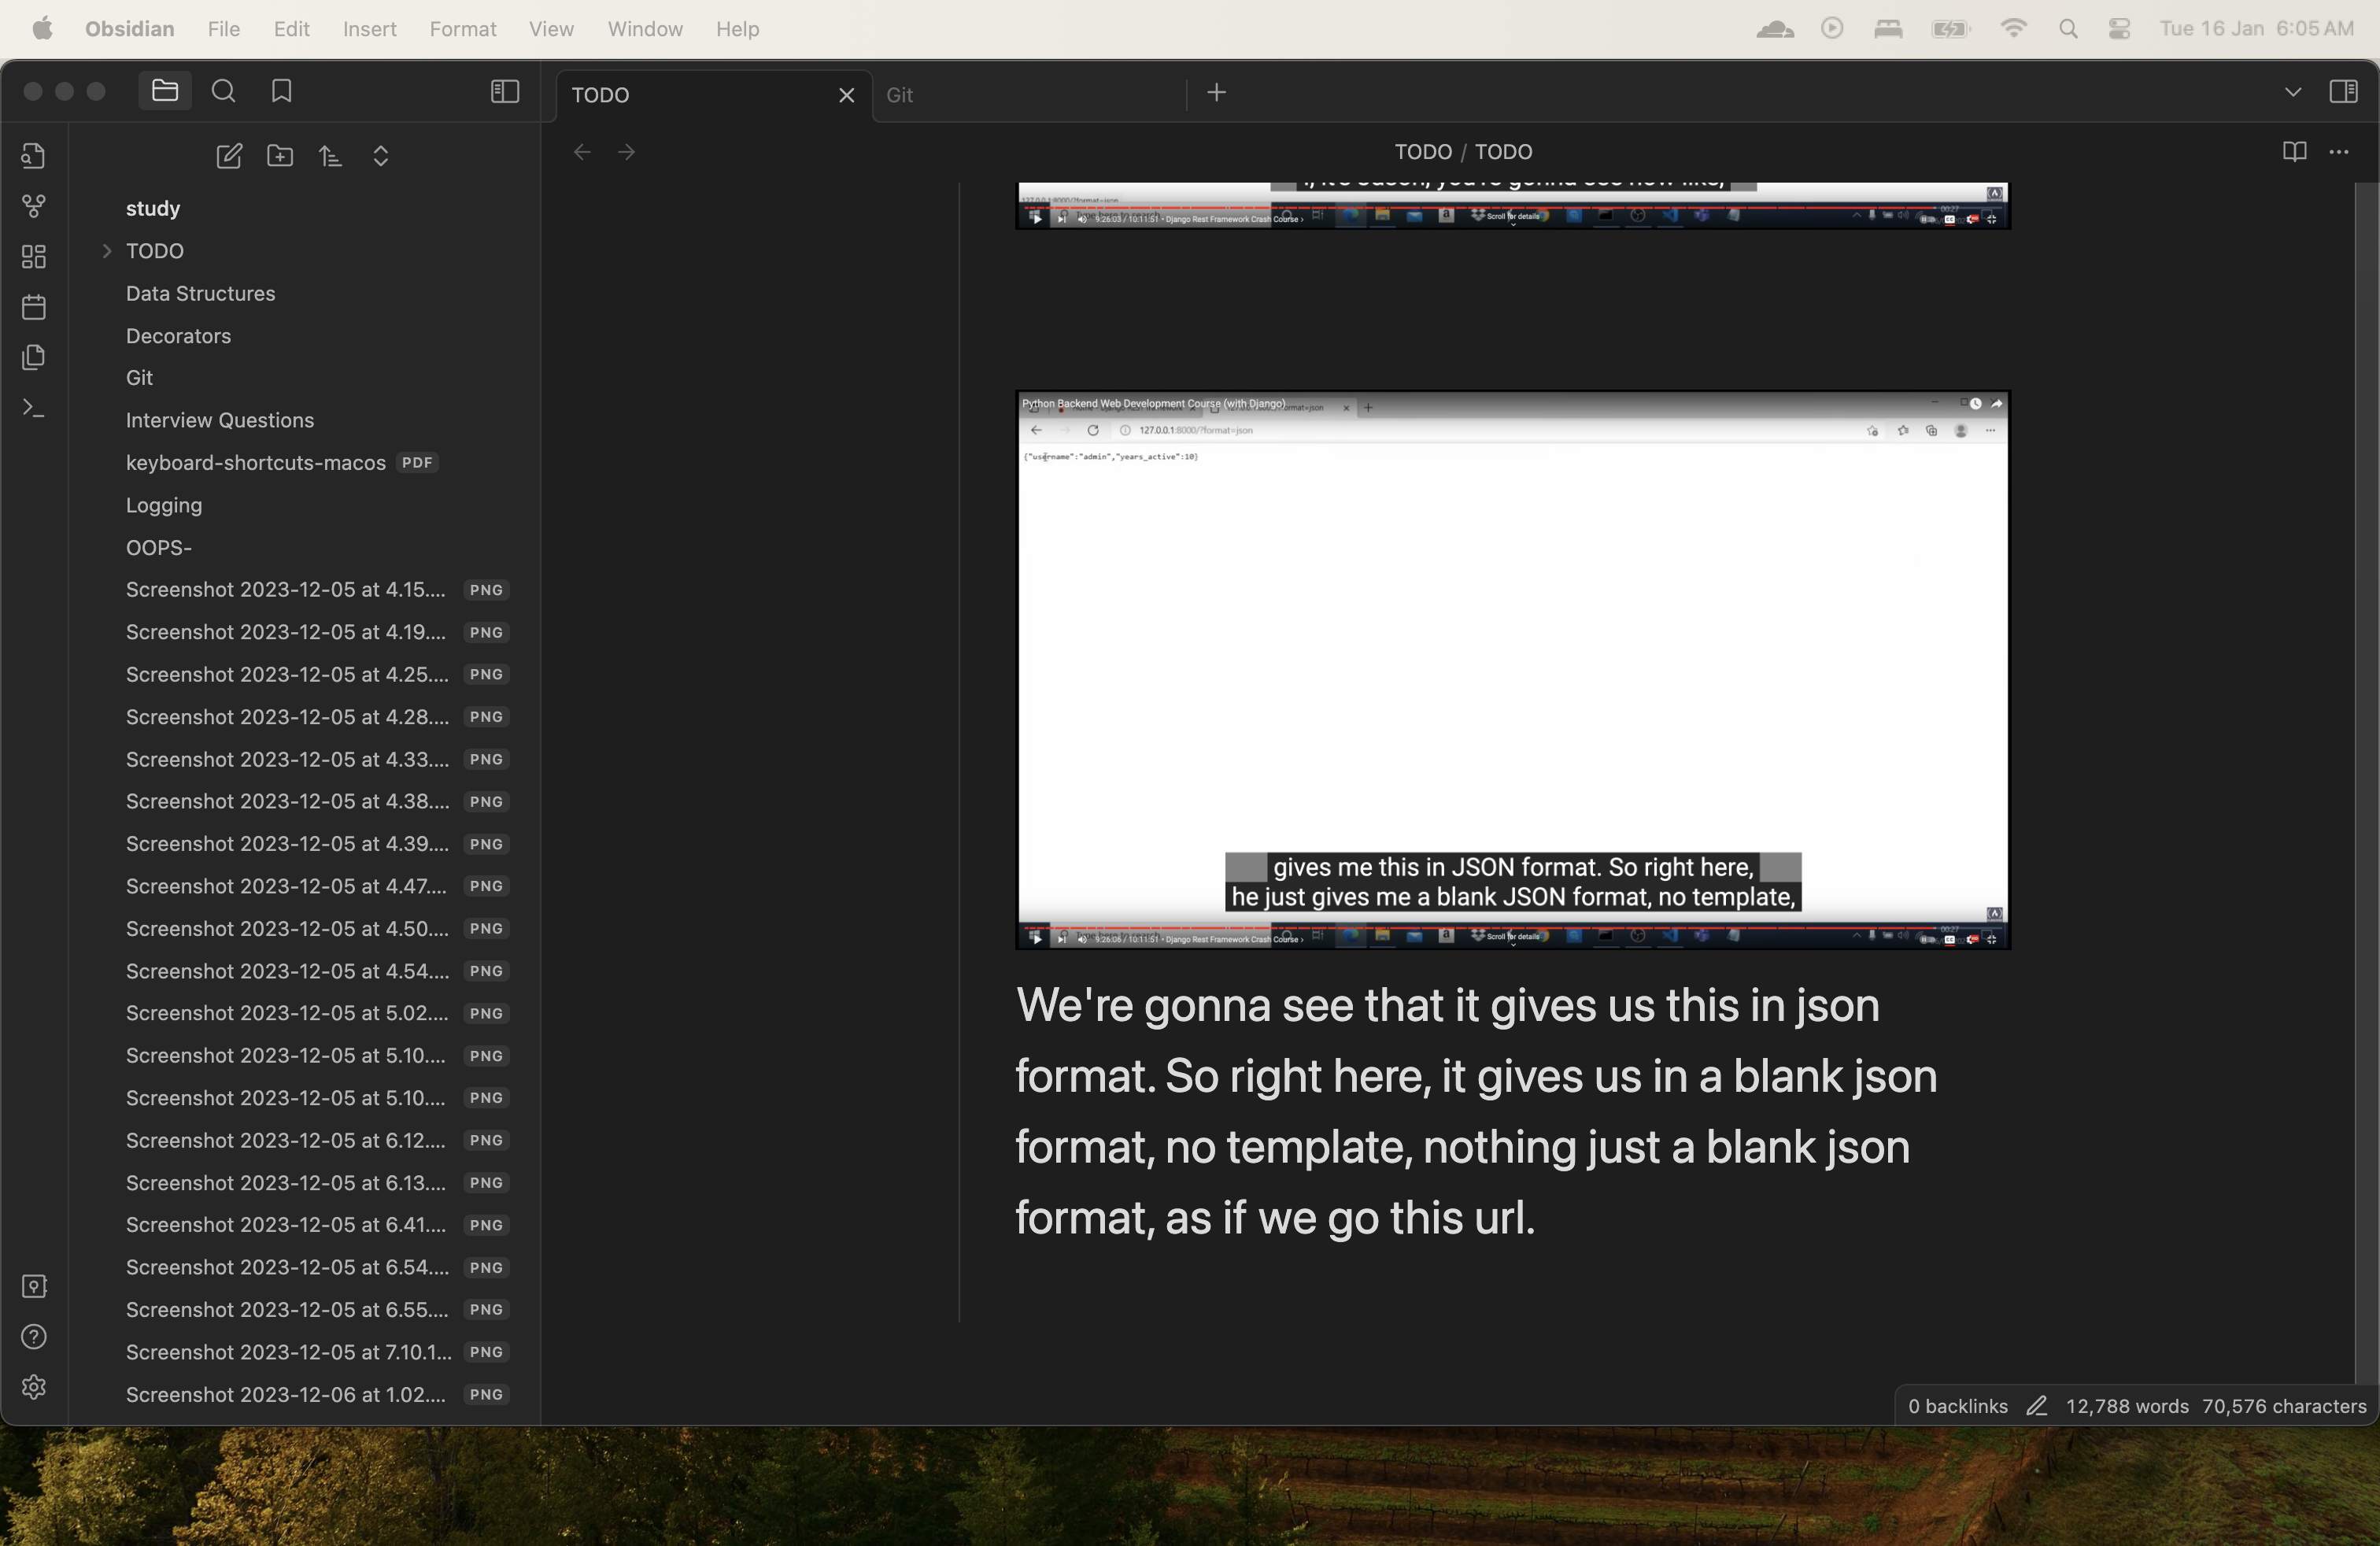 Obsidian File Edit Insert Format View Window Help Tue 16 Jan 6:05 AM
TODO Git
TODO / TODO
study
TODO
Data Structures
Decorators
Git
Interview Questions
keyboard-shortcuts-macos PDF
Logging
OOPS-
Screenshot 2023-12-05 at 4.15.... PNG
Screenshot 2023-12-05 at 4.19.... PNG
Screenshot 2023-12-05 at 4.25.... PNG
Screenshot 2023-12-05 at 4.28.... PNG
Screenshot 2023-12-05 at 4.33.... PNG
Screenshot 2023-12-05 at 4.38.... PNG
Screenshot 2023-12-05 at 4.39.... PNG
Screenshot 2023-12-05 at 4.47.... PNG
Screenshot 2023-12-05 at 4.50.... PNG
Screenshot 2023-12-05 at 4.54.... PNG
Screenshot 2023-12-05 at 5.02.... PNG
Screenshot 2023-12-05 at 5.10.... PNG
Screenshot 2023-12-05 at 5.10.... PNG
Screenshot 2023-12-05 at 6.12.... PNG
Screenshot 2023-12-05 at 6.13.... PNG
Screenshot 2023-12-05 at 6.41.... PNG
Screenshot 2023-12-05 at 6.54.... PNG
Screenshot 2023-12-05 at 6.55.... PNG
Screenshot 2023-12-05 at 7.10.1... PNG
Screenshot 2023-12-06 at 1.02.... PNG
127.0.0.1:8000/?format=json
9:26:03 / 10:11:51 • Django Rest Framework Crash Course › Scroll for details 00:27
Python Backend Web Development Course (with Django)
127.0.0.1:8000/?format=json
{"username":"admin","years_active":10}
gives me this in JSON format. So right here,
he just gives me a blank JSON format, no template,
9:26:06 / 10:11:51 • Django Rest Framework Crash Course › Scroll for details 00:27
We're gonna see that it gives us this in json
format. So right here, it gives us in a blank json
format, no template, nothing just a blank json
format, as if we go this url.
0 backlinks 12,788 words 70,576 characters